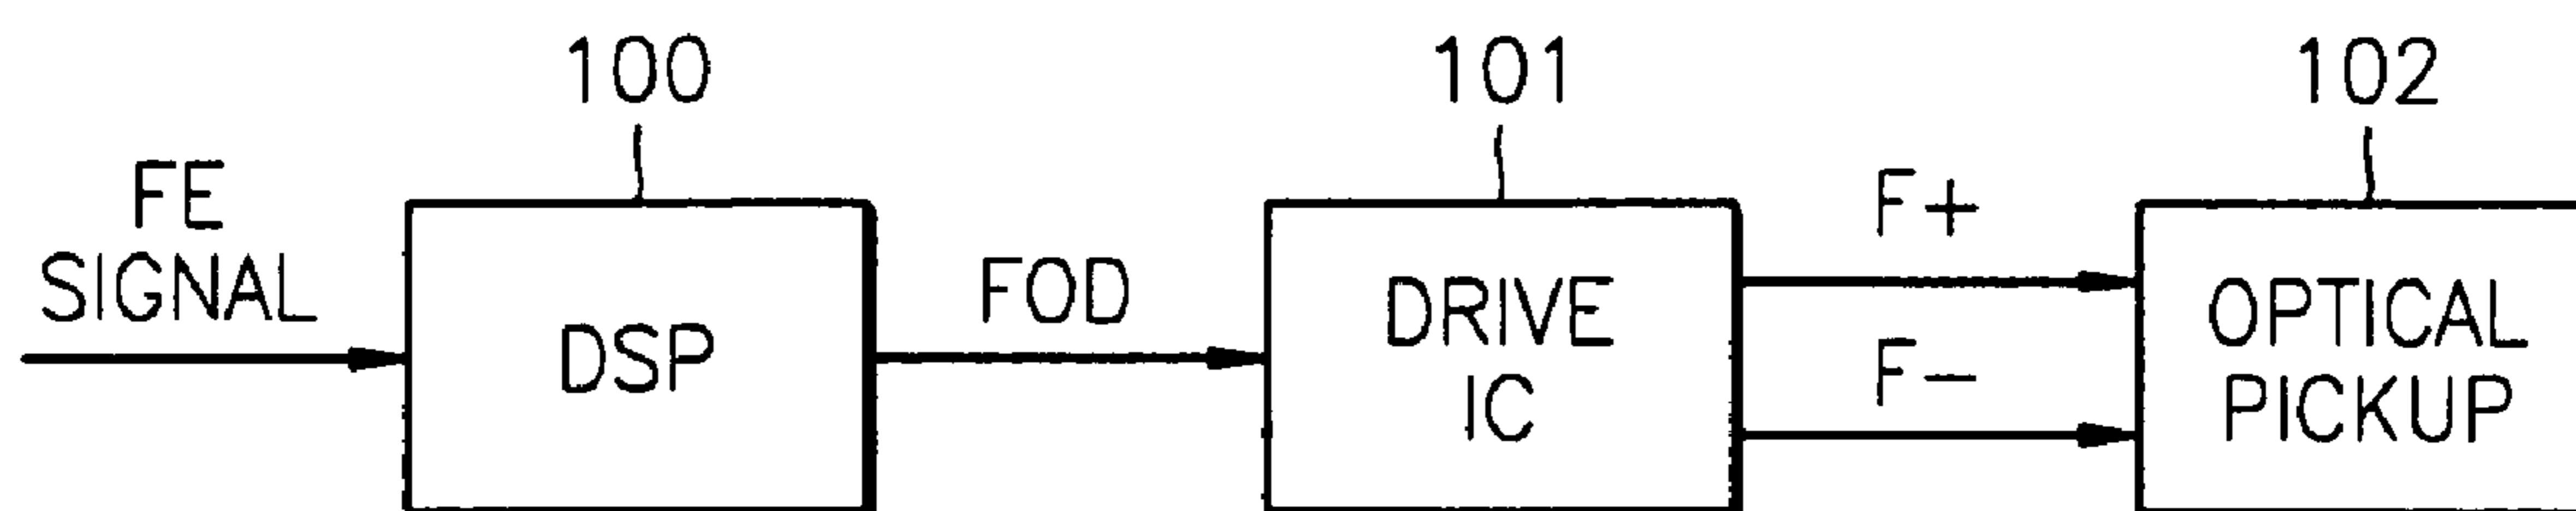 100
101
102
FE
SIGNAL
DSP
FOD
DRIVE
IC
F+
F−
OPTICAL
PICKUP